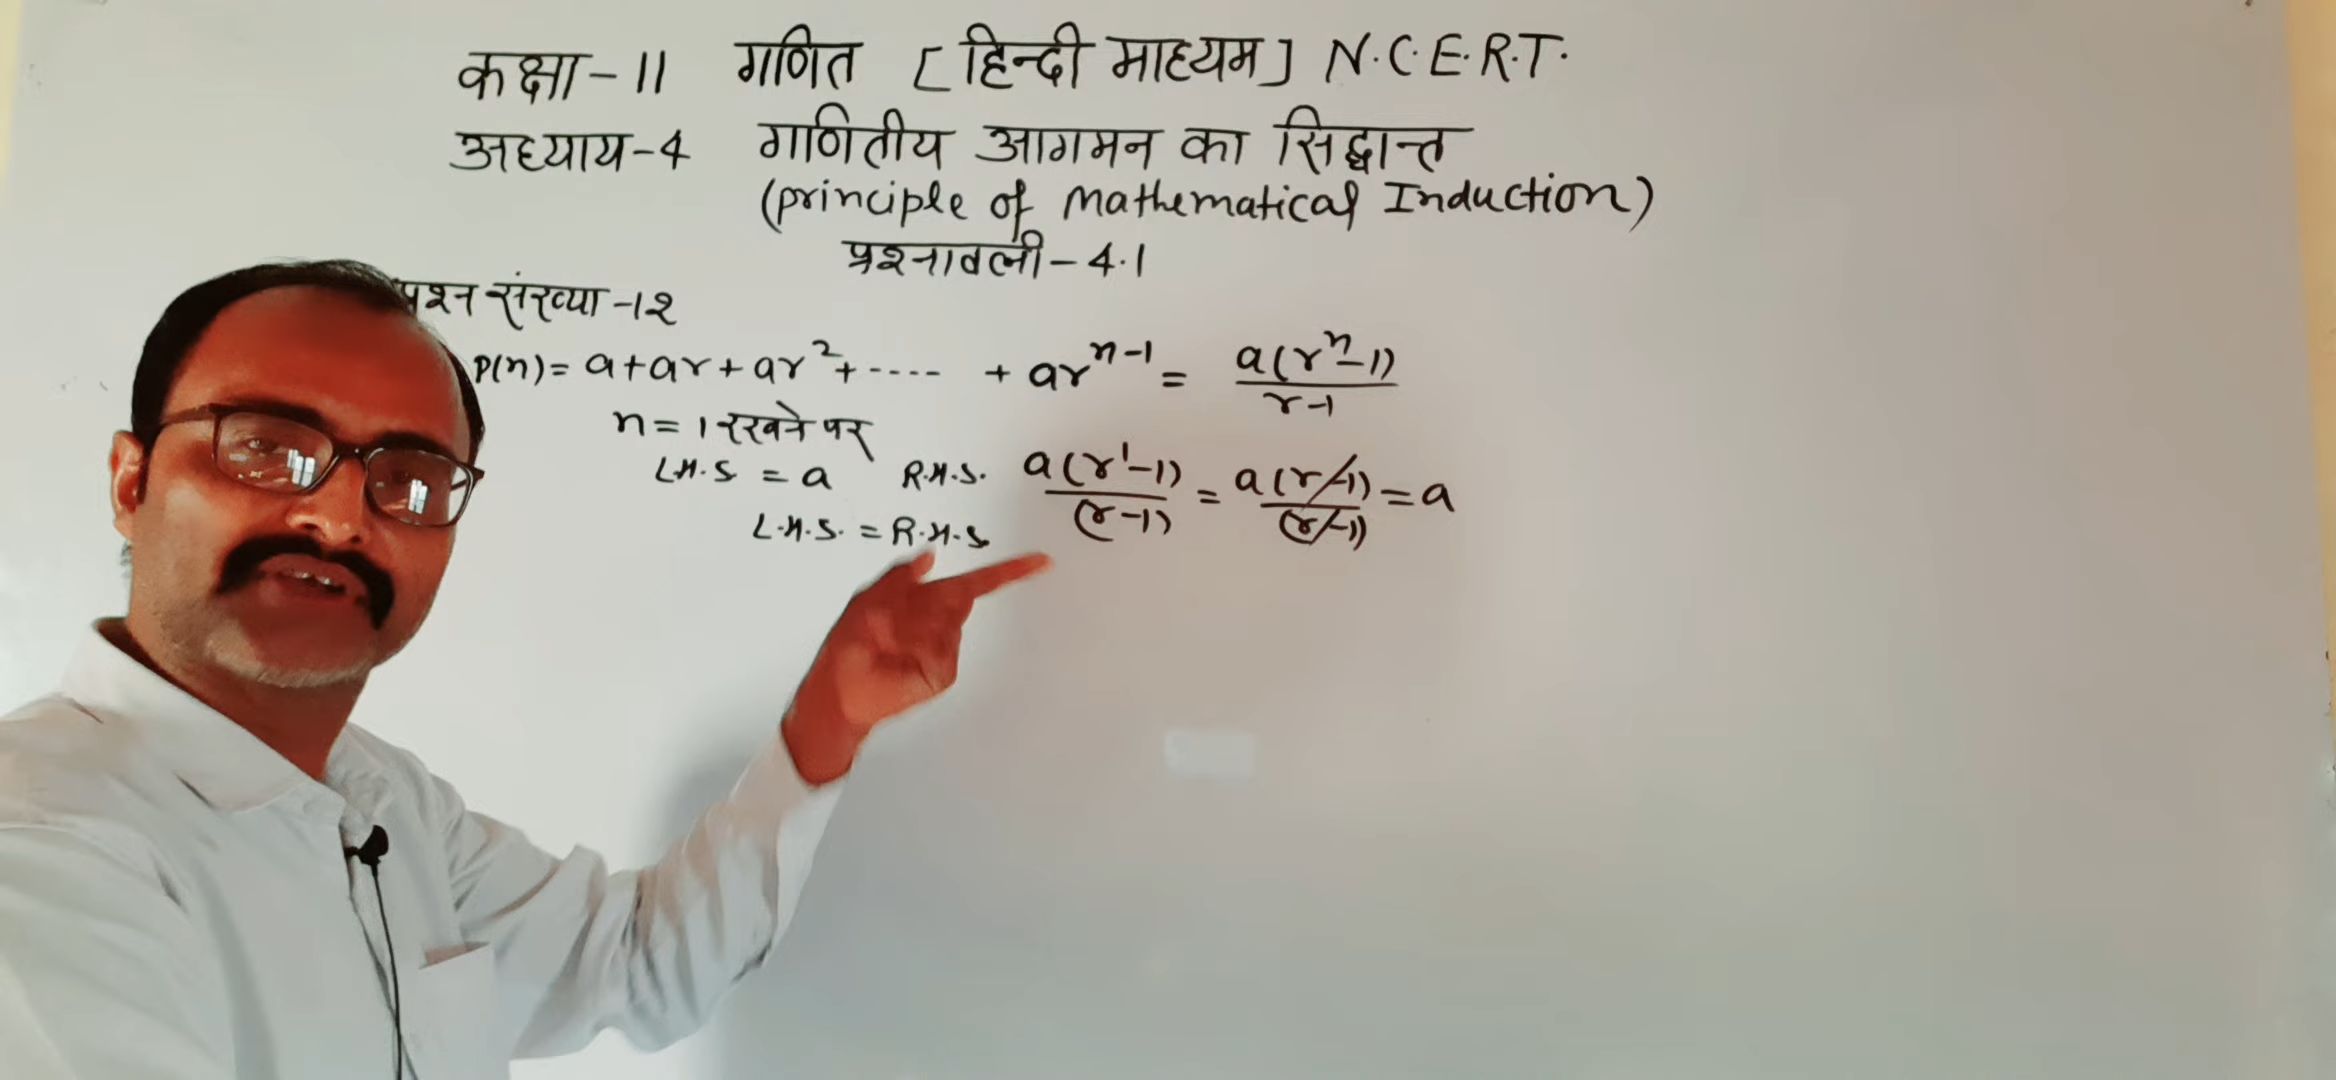 कक्षा-11 गणित [हिन्दी माध्यम] N.C.E.R.T.
अध्याय-4 गणितीय आगमन का सिद्धान्त
(principle of Mathematical Induction)
प्रश्नावली-4.1
प्रश्न संख्या-12
P(n)= a+ar+ar²+---- + arⁿ⁻¹ = a(rⁿ-1)/r-1
n=1 रखने पर
L.H.S = a R.H.S. a(r¹-1)/(r-1) = a(r-1)/(r-1) = a
L.H.S. = R.H.S